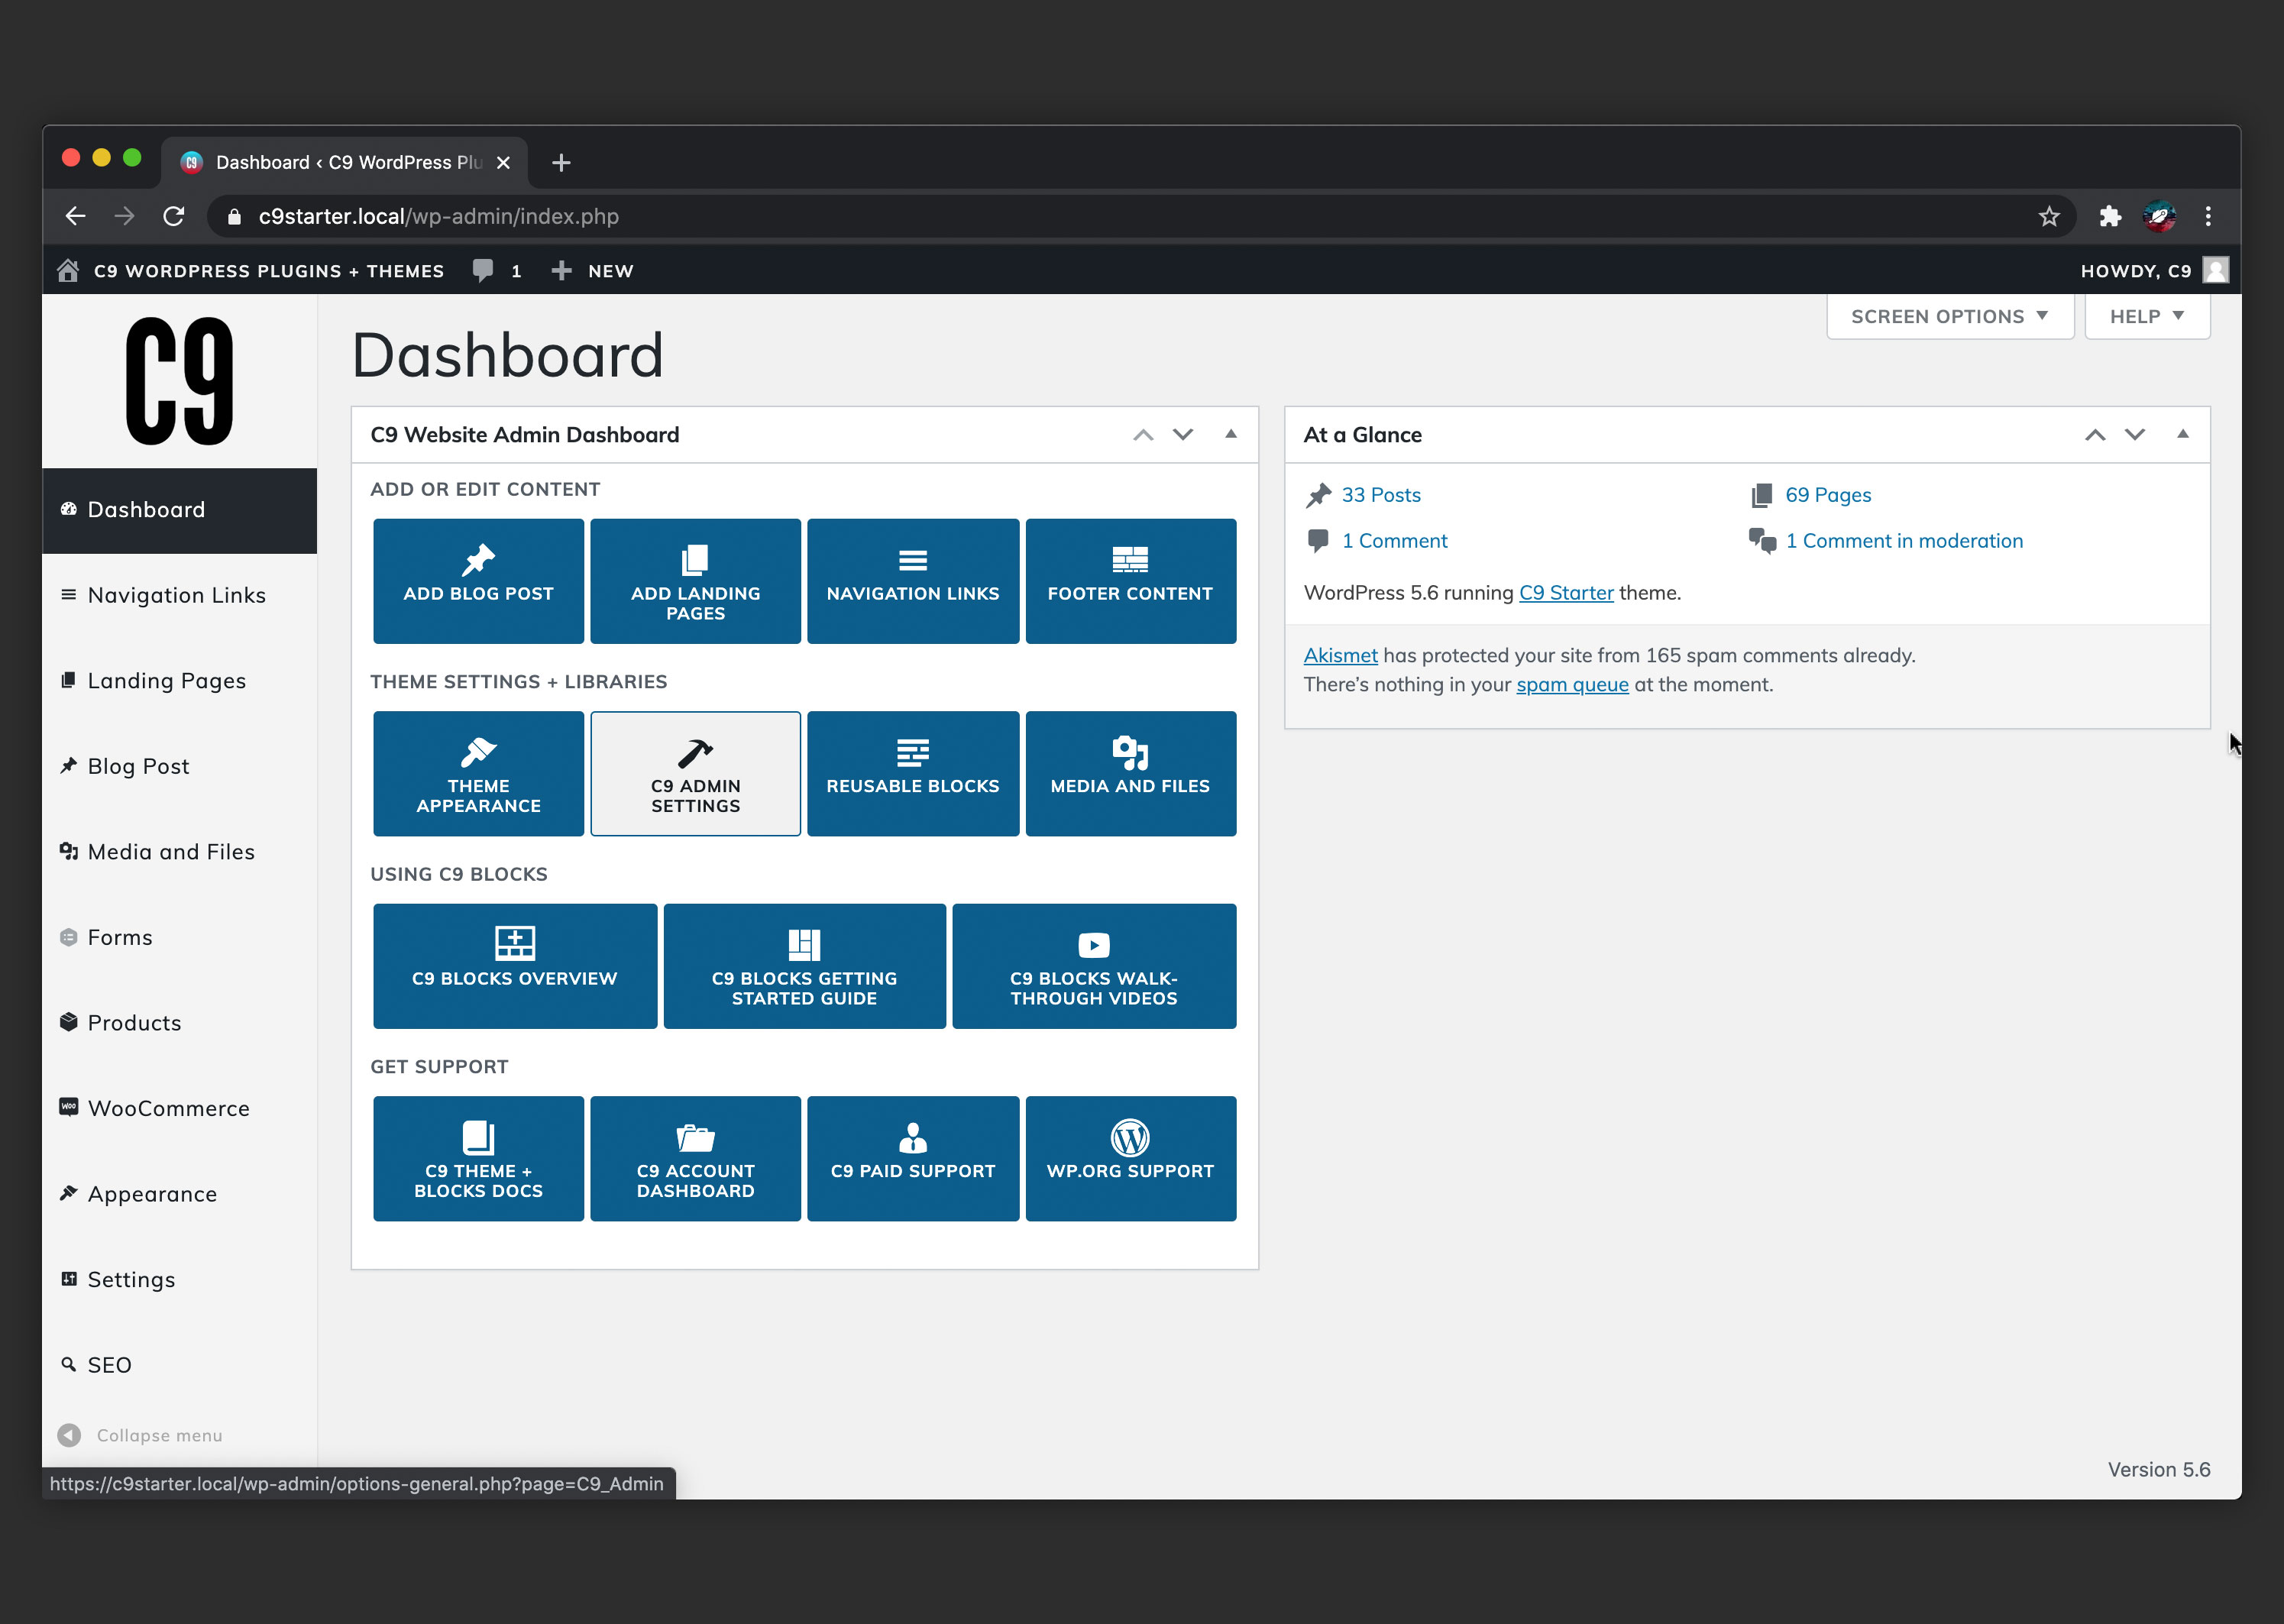 Dashboard ‹ C9 WordPress Plu
c9starter.local/wp-admin/index.php
C9 WORDPRESS PLUGINS + THEMES 1 NEW HOWDY, C9
SCREEN OPTIONS HELP
C9
Dashboard
Navigation Links
Landing Pages
Blog Post
Media and Files
Forms
Products
WooCommerce
Appearance
Settings
SEO
Collapse menu
Dashboard
C9 Website Admin Dashboard
ADD OR EDIT CONTENT
ADD BLOG POST
ADD LANDING
PAGES
NAVIGATION LINKS
FOOTER CONTENT
THEME SETTINGS + LIBRARIES
THEME
APPEARANCE
C9 ADMIN
SETTINGS
REUSABLE BLOCKS
MEDIA AND FILES
USING C9 BLOCKS
C9 BLOCKS OVERVIEW
C9 BLOCKS GETTING
STARTED GUIDE
C9 BLOCKS WALK-
THROUGH VIDEOS
GET SUPPORT
C9 THEME +
BLOCKS DOCS
C9 ACCOUNT
DASHBOARD
C9 PAID SUPPORT
WP.ORG SUPPORT
At a Glance
33 Posts
69 Pages
1 Comment
1 Comment in moderation
WordPress 5.6 running C9 Starter theme.
Akismet has protected your site from 165 spam comments already.
There’s nothing in your spam queue at the moment.
Version 5.6
https://c9starter.local/wp-admin/options-general.php?page=C9_Admin